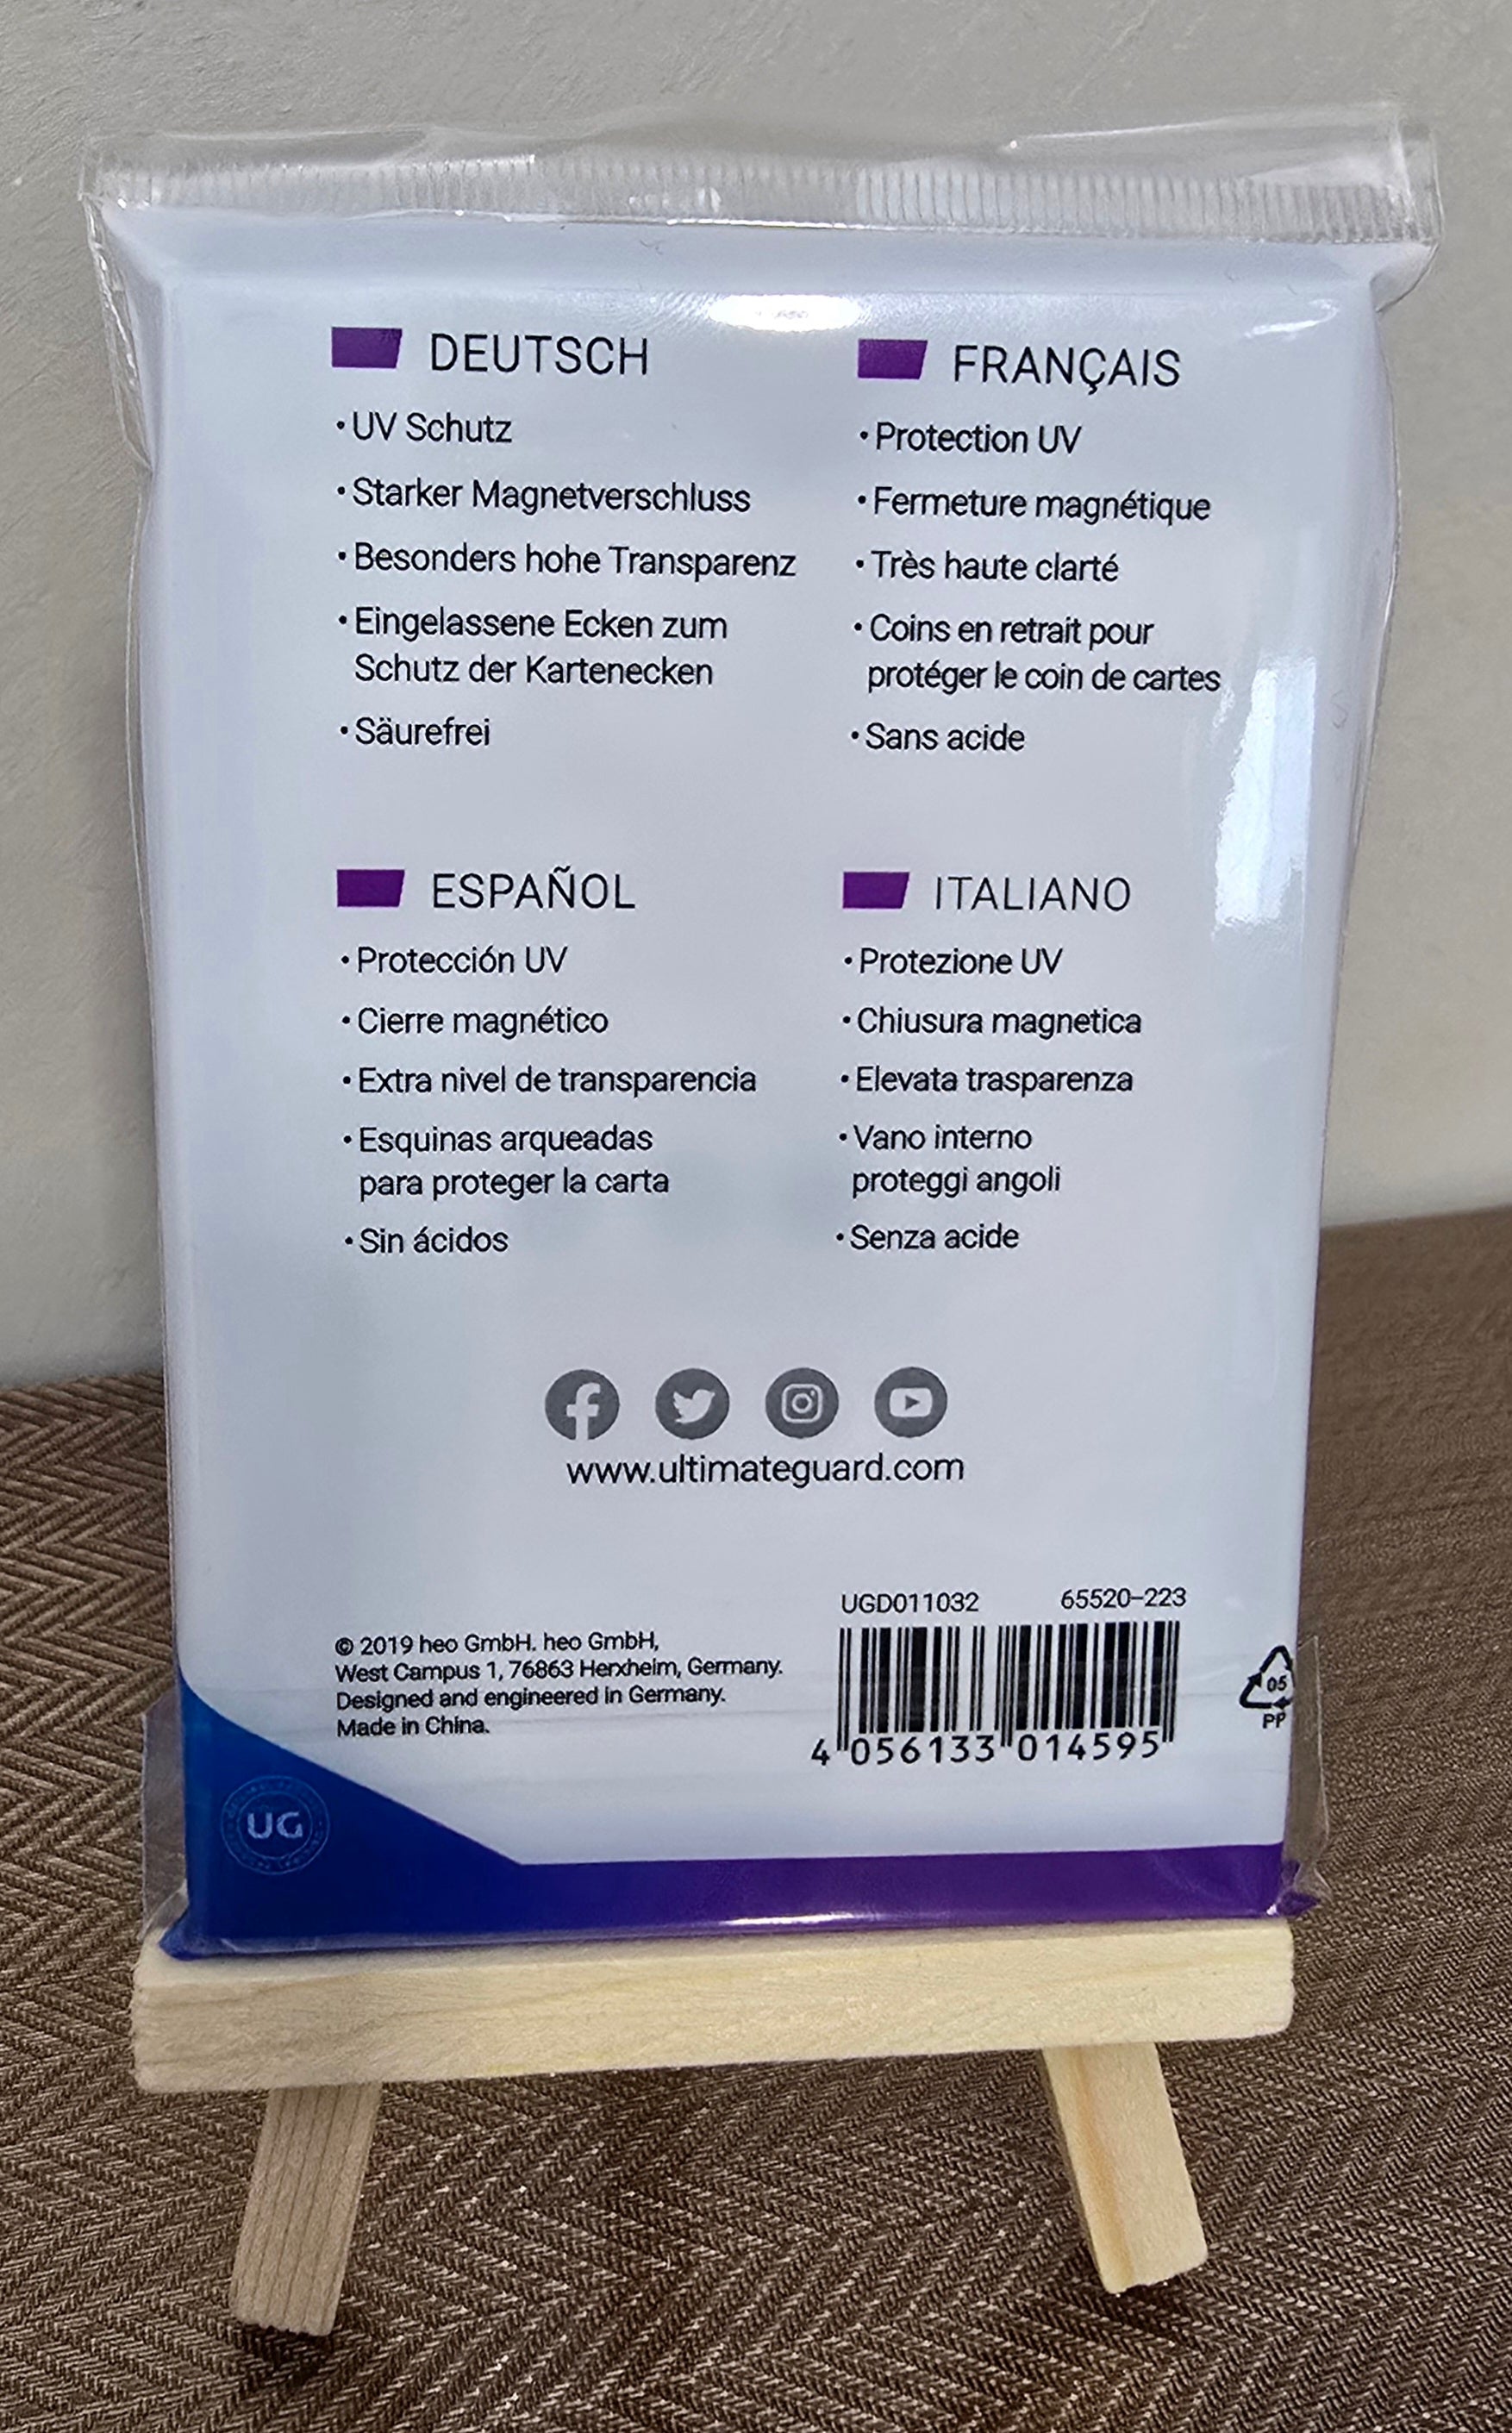 DEUTSCH
• UV Schutz
• Starker Magnetverschluss
• Besonders hohe Transparenz
• Eingelassene Ecken zum
Schutz der Kartenecken
• Säurefrei
FRANÇAIS
• Protection UV
• Fermeture magnétique
• Très haute clarté
• Coins en retrait pour
protéger le coin de cartes
• Sans acide
ESPAÑOL
• Protección UV
• Cierre magnético
• Extra nivel de transparencia
• Esquinas arqueadas
para proteger la carta
• Sin ácidos
ITALIANO
• Protezione UV
• Chiusura magnetica
• Elevata trasparenza
• Vano interno
proteggi angoli
• Senza acide
www.ultimateguard.com
© 2019 heo GmbH. heo GmbH,
West Campus 1, 76863 Herxheim, Germany.
Designed and engineered in Germany.
Made in China.
UGD011032 65520-223
4 056133 014595
05
PP
UG